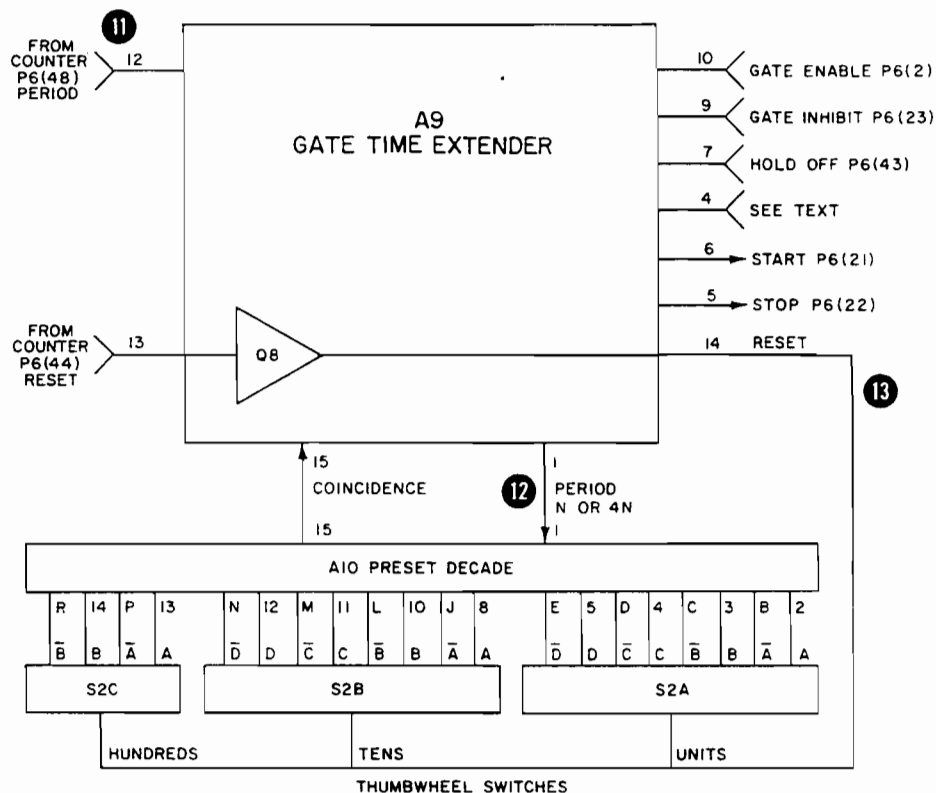 11
FROM
COUNTER
P6(48)
PERIOD
12
A9
GATE TIME EXTENDER
10 GATE ENABLE P6(2)
9 GATE INHIBIT P6(23)
7 HOLD OFF P6(43)
4 SEE TEXT
6 START P6(21)
5 STOP P6(22)
FROM
COUNTER
P6(44)
RESET
13
Q8
14 RESET
13
15
COINCIDENCE
15
12
1
PERIOD
N OR 4N
1
A10 PRESET DECADE
R 14 P 13 N 12 M 11 L 10 J 8 E 5 D 4 C 3 B 2
B̅ B A̅ A D̅ D C̅ C B̅ B A̅ A D̅ D C̅ C B̅ B A̅ A
S2C S2B S2A
HUNDREDS TENS UNITS
THUMBWHEEL SWITCHES